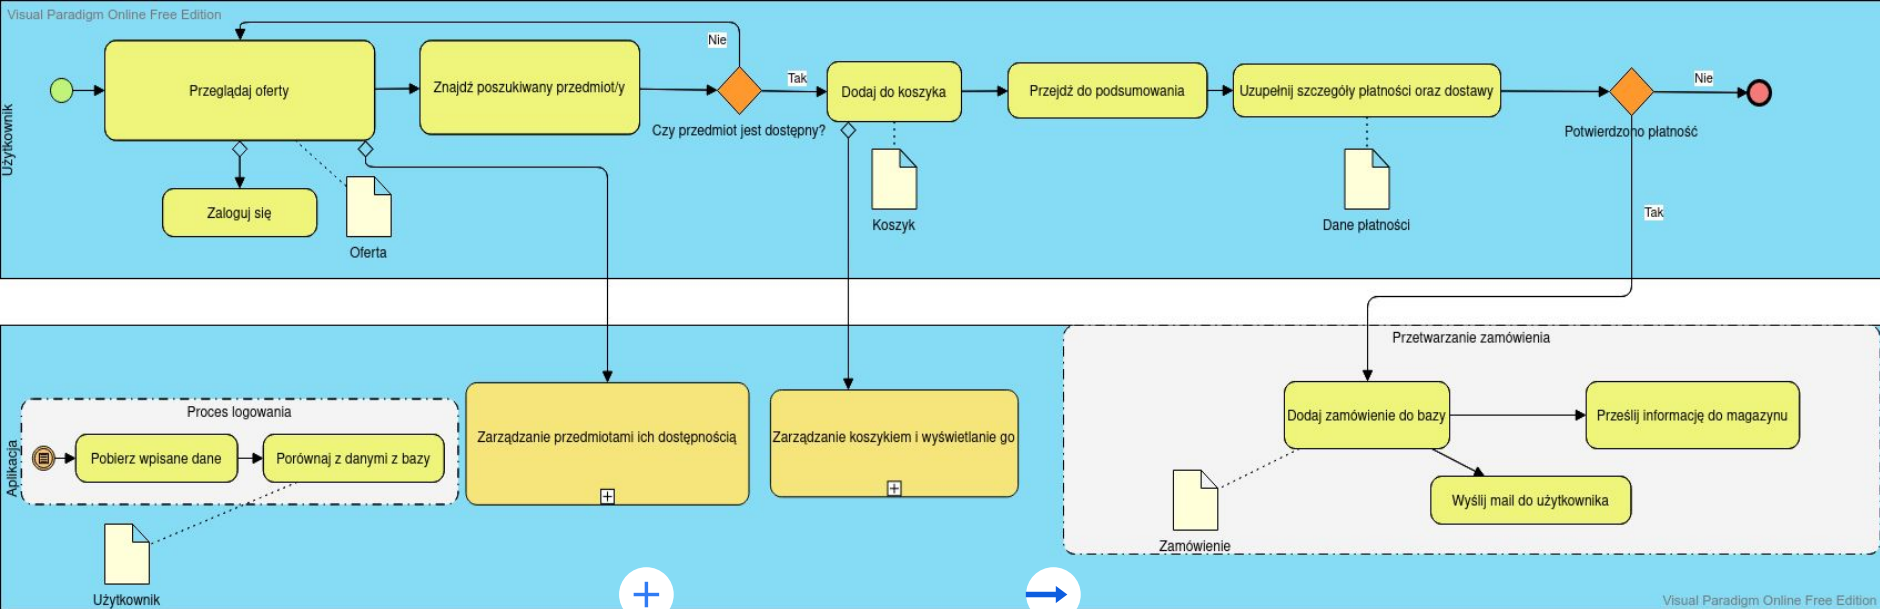 Visual Paradigm Online Free Edition
Użytkownik
Przeglądaj oferty
Znajdź poszukiwany przedmiot/y
Nie
Czy przedmiot jest dostępny?
Tak
Dodaj do koszyka
Przejdź do podsumowania
Uzupełnij szczegóły płatności oraz dostawy
Potwierdzono płatność
Nie
Tak
Zaloguj się
Oferta
Koszyk
Dane płatności
Aplikacja
Proces logowania
Pobierz wpisane dane
Porównaj z danymi z bazy
Użytkownik
Zarządzanie przedmiotami ich dostępnością
Zarządzanie koszykiem i wyświetlanie go
Przetwarzanie zamówienia
Dodaj zamówienie do bazy
Prześlij informację do magazynu
Wyślij mail do użytkownika
Zamówienie
Visual Paradigm Online Free Edition